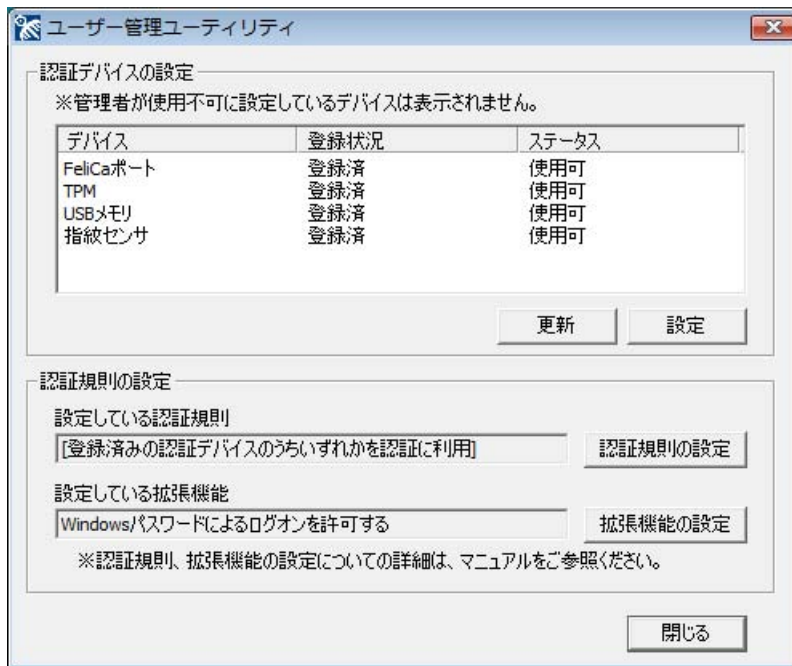 ユーザー管理ユーティリティ
認証デバイスの設定
※管理者が使用不可に設定しているデバイスは表示されません。
デバイス 登録状況 ステータス
FeliCaポート 登録済 使用可
TPM 登録済 使用可
USBメモリ 登録済 使用可
指紋センサ 登録済 使用可
更新 設定
認証規則の設定
設定している認証規則
[登録済みの認証デバイスのうちいずれかを認証に利用] 認証規則の設定
設定している拡張機能
Windowsパスワードによるログオンを許可する 拡張機能の設定
※認証規則、拡張機能の設定についての詳細は、マニュアルをご参照ください。
閉じる